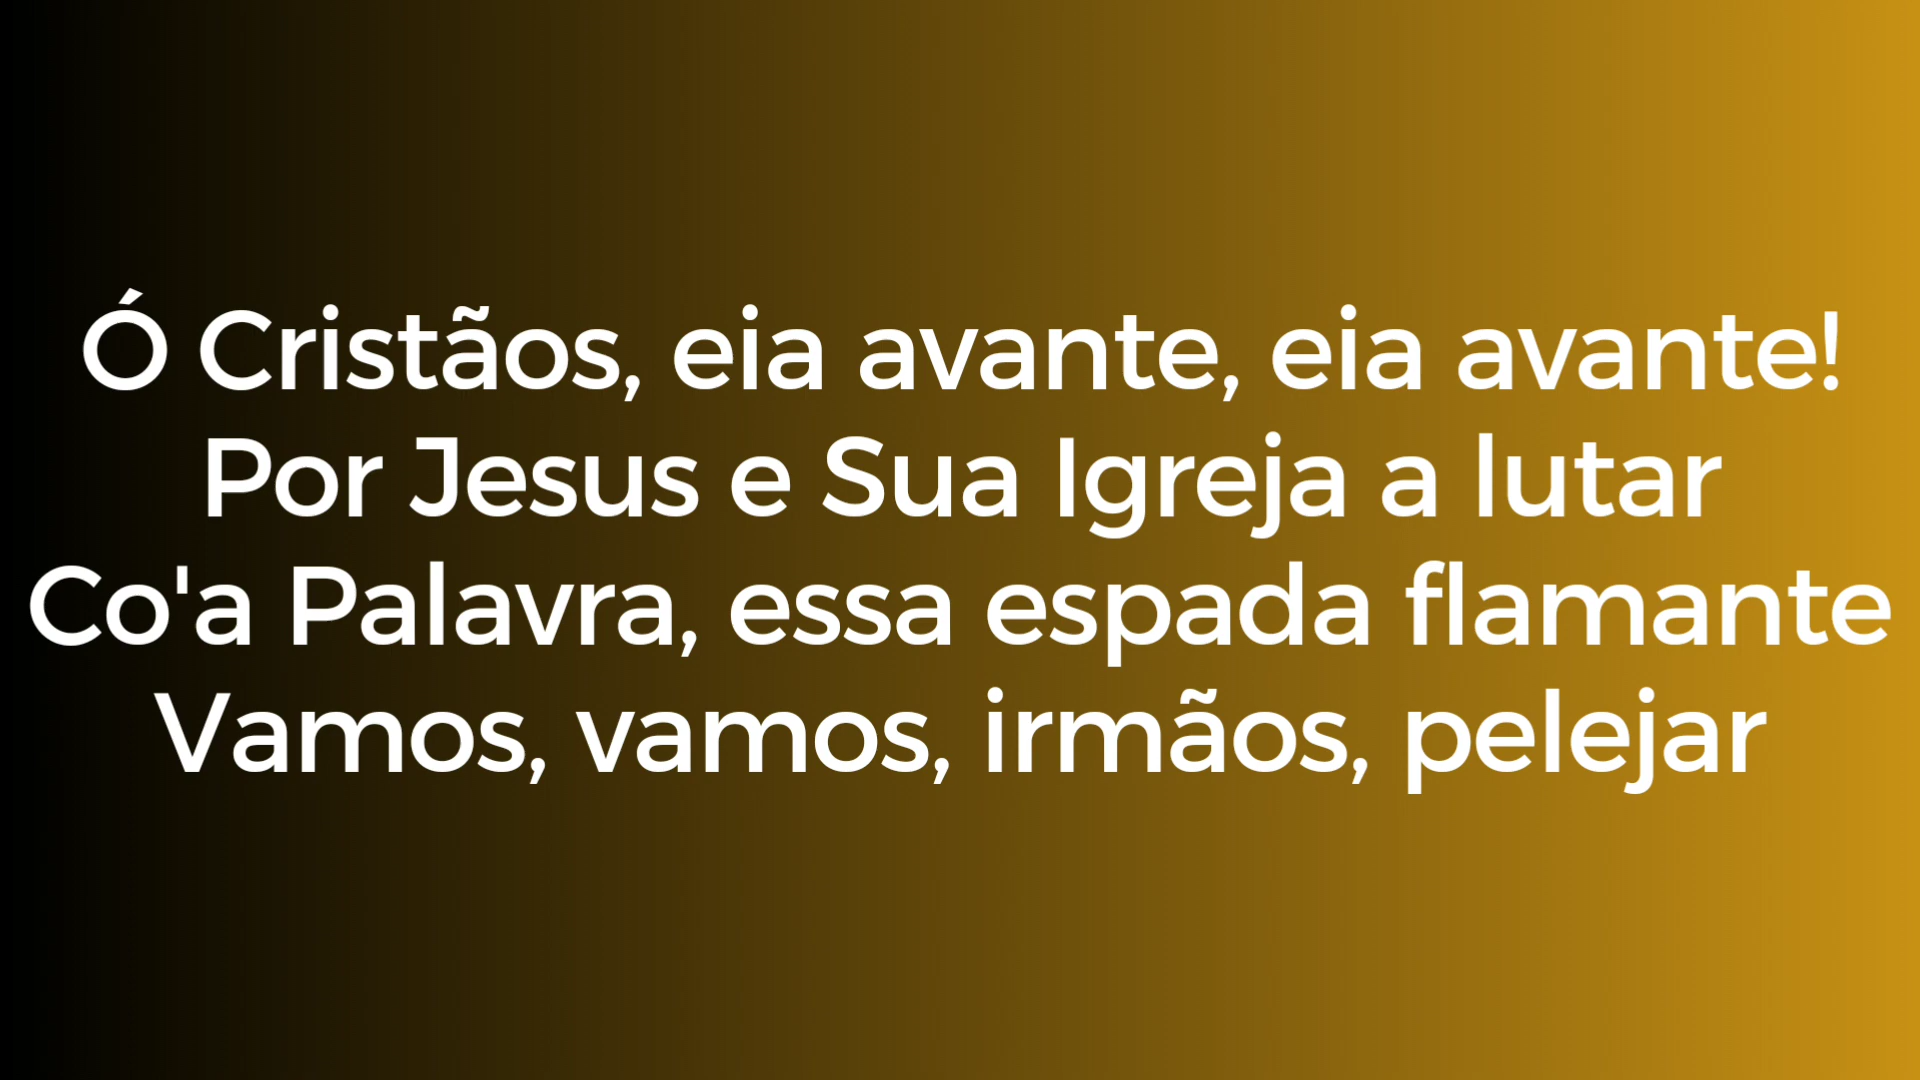 Ó Cristãos, eia avante, eia avante!
Por Jesus e Sua Igreja a lutar
Co'a Palavra, essa espada flamante
Vamos, vamos, irmãos, pelejar